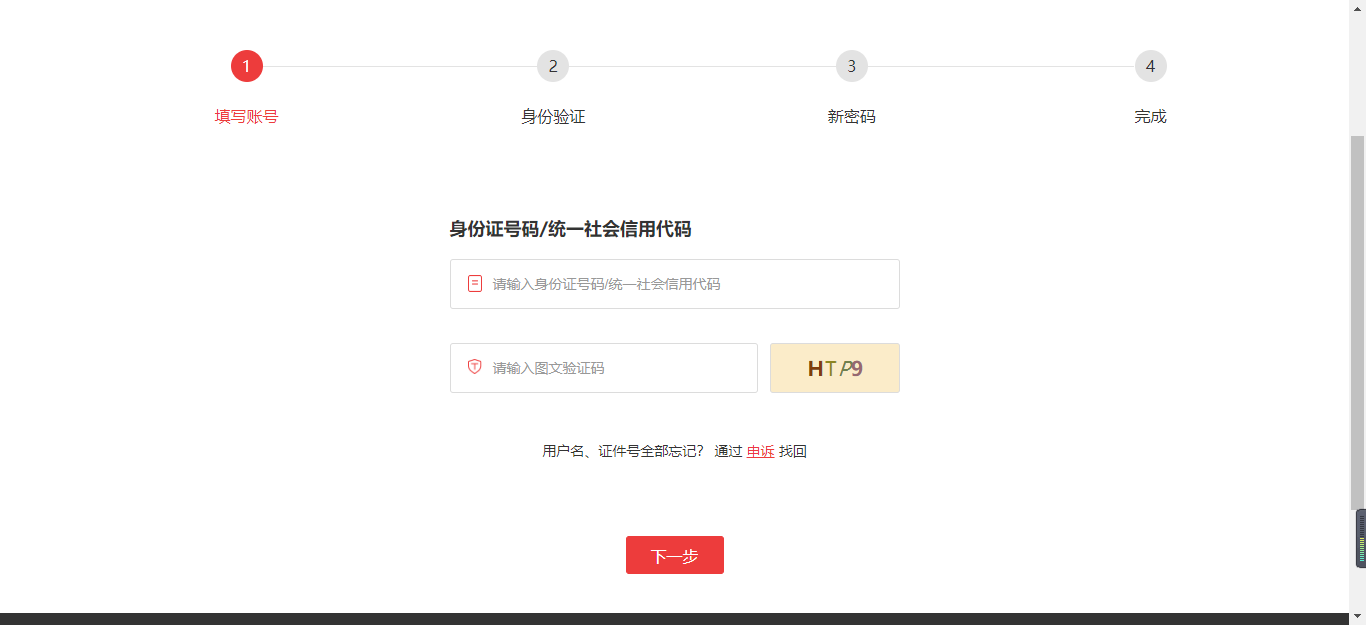 1 2 3 4
填写账号 身份验证 新密码 完成
身份证号码/统一社会信用代码
请输入身份证号码/统一社会信用代码
请输入图文验证码 HTP9
用户名、证件号全部忘记？ 通过 申诉 找回
下一步